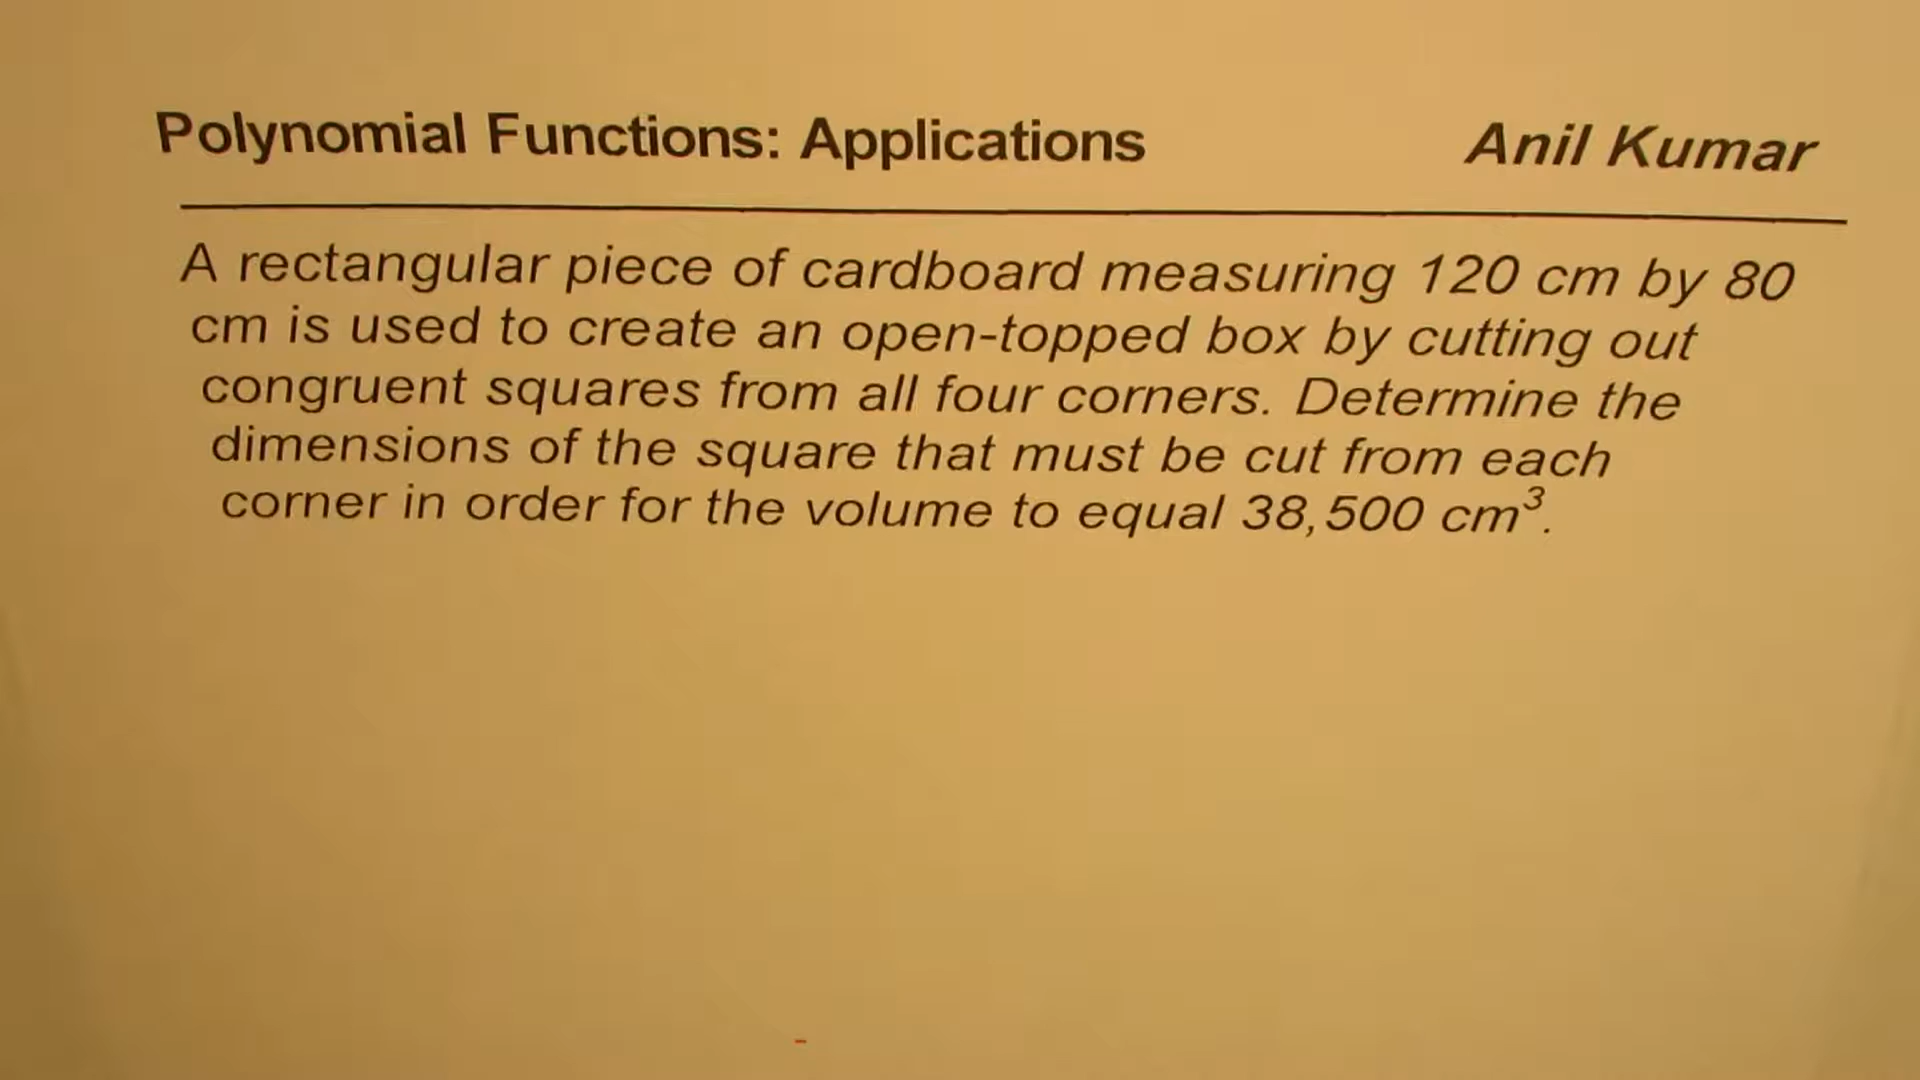 Polynomial Functions: Applications Anil Kumar
A rectangular piece of cardboard measuring 120 cm by 80
cm is used to create an open-topped box by cutting out
congruent squares from all four corners. Determine the
dimensions of the square that must be cut from each
corner in order for the volume to equal 38,500 cm³.